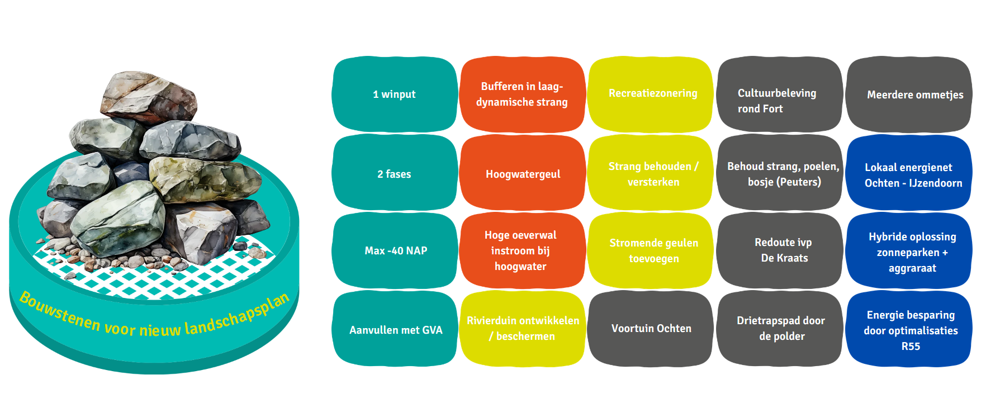 Bouwstenen voor nieuw landschapsplan
1 winput
Bufferen in laag-
dynamische strang
Recreatiezonering
Cultuurbeleving
rond Fort
Meerdere ommetjes
2 fases
Hoogwatergeul
Strang behouden /
versterken
Behoud strang, poelen,
bosje (Peuters)
Lokaal energienet
Ochten - IJzendoorn
Max -40 NAP
Hoge oeverwal
instroom bij
hoogwater
Stromende geulen
toevoegen
Redoute ivp
De Kraats
Hybride oplossing
zonneparken +
aggraraat
Aanvullen met GVA
Rivierduin ontwikkelen
/ beschermen
Voortuin Ochten
Drietrapspad door
de polder
Energie besparing
door optimalisaties
R55